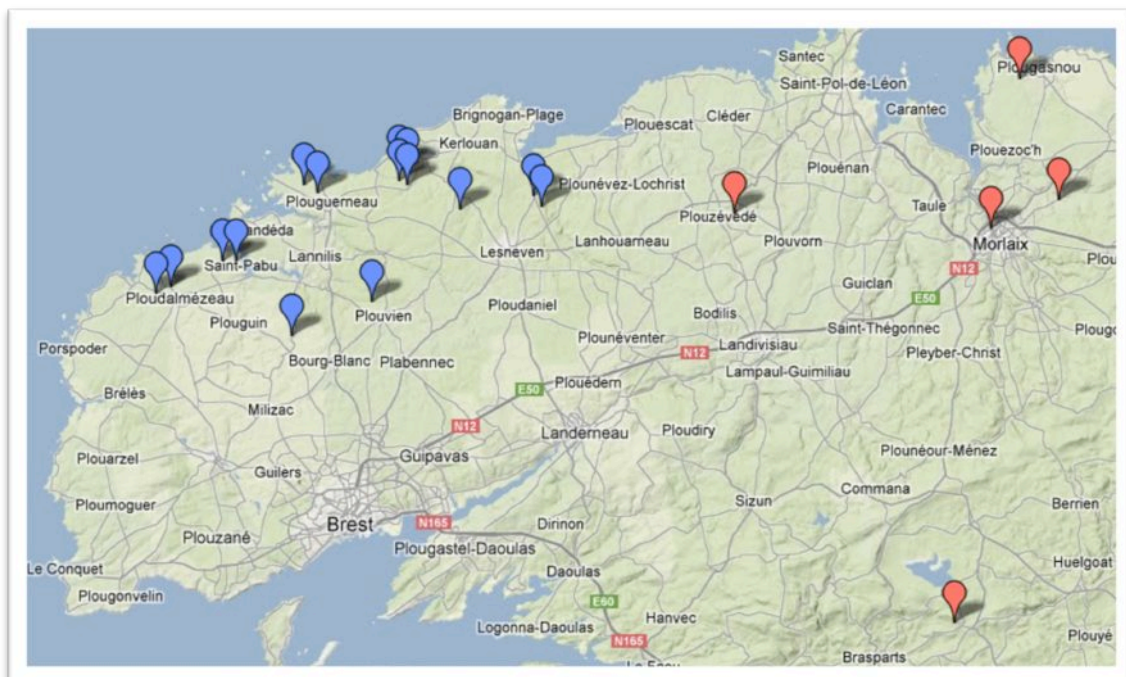 Santec
Plougasnou
Saint-Pol-de-Léon
Brignogan-Plage
Carantec
Cléder
Plouescat
Kerlouan
Plouezoc'h
Plouénan
Plounévez-Lochrist
Plouguerneau
Plouzévédé
Taule
andéda
Lanhouarneau
Plouvorn
Morlaix
Lesneven
Lannilis
Saint-Pabu
N12
Plou
Guiclan
Ploudalmézeau
E50
Ploudaniel
Bodilis
Plouguin
Plouvien
Saint-Thégonnec
Plougo
Plounéventer
Landivisiau
Porspoder
N12
Pleyber-Christ
Bourg-Blanc
Plabennec
Lampaul-Guimiliau
Plouédern
E50
Brélès
Milizac
N12
Landerneau
Ploudiry
Plounéour-Ménez
Guipavas
Plouarzel
Guilers
Commana
Sizun
Berrien
Ploumoguer
Brest
N165
Dirinon
Plouzané
Plougastel-Daoulas
Huelgoat
Le Conquet
Daoulas
Plougonvelin
E60
Hanvec
Logonna-Daoulas
N165
Plouyé
Brasparts